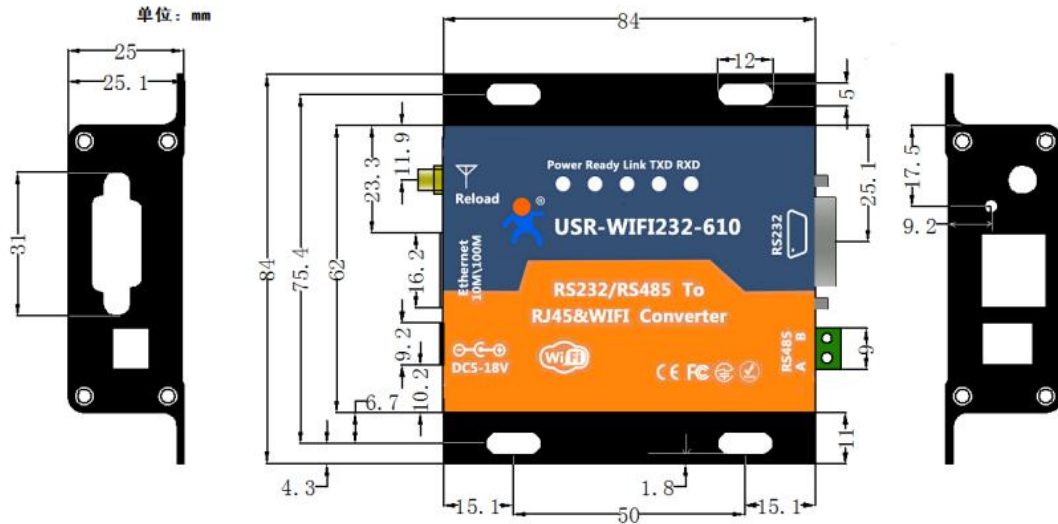 单位: mm
25
25.1
31
84
75.4
62
23.3
11.9
16.2
9.2
10.2
6.7
4.3
84
12
5
Power Ready Link TXD RXD
Reload
®
USR-WIFI232-610
RS232
Ethernet
10M\100M
RS232/RS485 To
RJ45&WIFI Converter
DC5-18V
WiFi
CE FC
RS485
A B
25.1
9
11
15.1
50
1.8
15.1
17.5
9.2